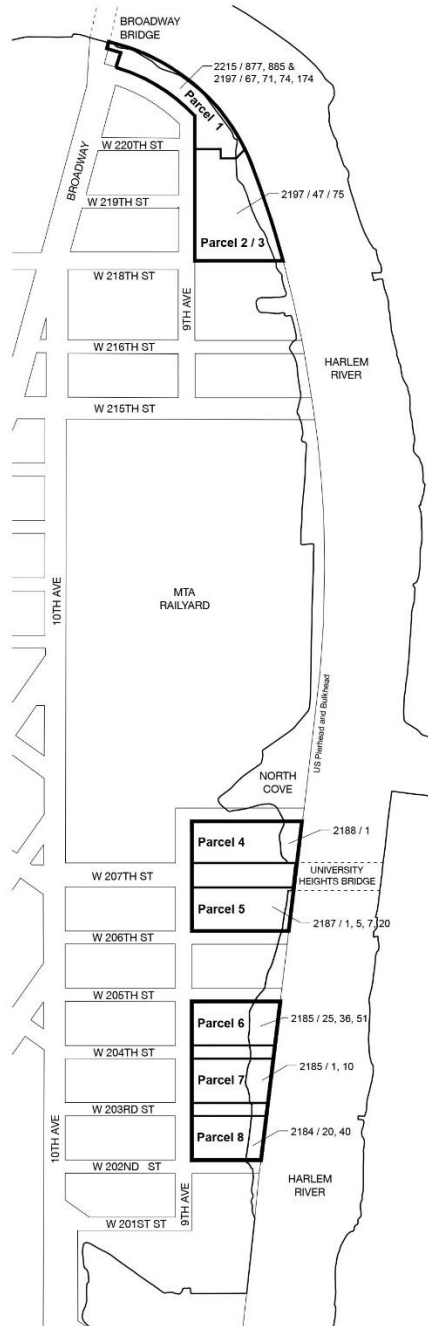 BROADWAY
BRIDGE
2215 / 877, 885 &
2197 / 67, 71, 74, 174
Parcel 1
W 220TH ST
BROADWAY
W 219TH ST
2197 / 47 / 75
Parcel 2 / 3
W 218TH ST
9TH AVE
W 216TH ST
HARLEM
RIVER
W 215TH ST
10TH AVE
MTA
RAILYARD
US Pierhead and Bulkhead
NORTH
COVE
Parcel 4
2188 / 1
W 207TH ST
UNIVERSITY
HEIGHTS BRIDGE
Parcel 5
2187 / 1, 5, 7, 20
W 206TH ST
W 205TH ST
Parcel 6
2185 / 25, 36, 51
W 204TH ST
Parcel 7
2185 / 1, 10
W 203RD ST
10TH AVE
Parcel 8
2184 / 20, 40
W 202ND ST
9TH AVE
HARLEM
RIVER
W 201ST ST